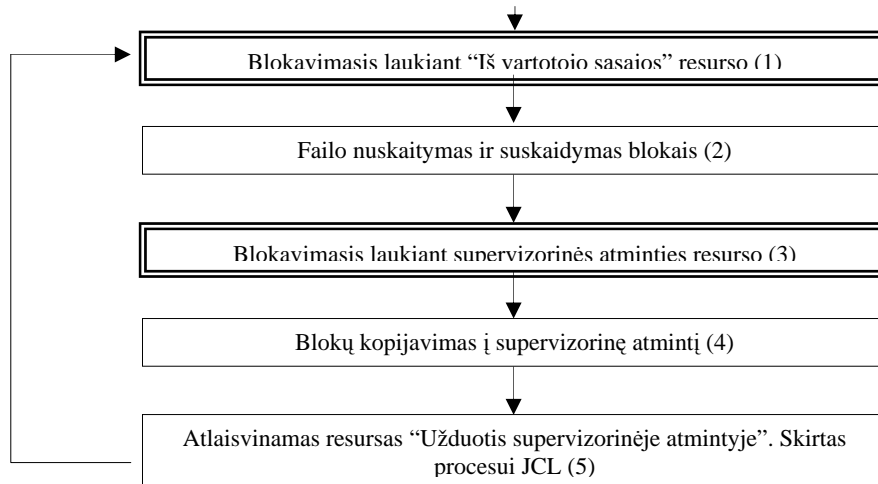 Blokavimasis laukiant “Iš vartotojo sąsajos” resurso (1)
Failo nuskaitymas ir suskaidymas blokais (2)
Blokavimasis laukiant supervizorinės atminties resurso (3)
Blokų kopijavimas į supervizorinę atmintį (4)
Atlaisvinamas resursas “Užduotis supervizorinėje atmintyje”. Skirtas
procesui JCL (5)